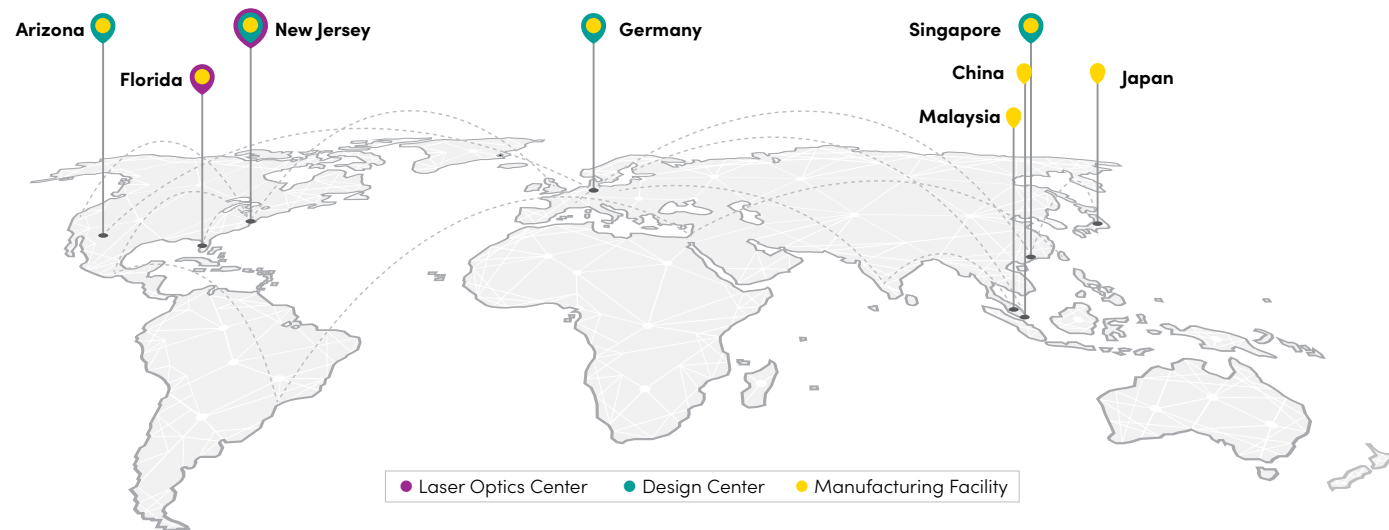 Arizona
New Jersey
Germany
Singapore
Florida
China
Japan
Malaysia
Laser Optics Center
Design Center
Manufacturing Facility